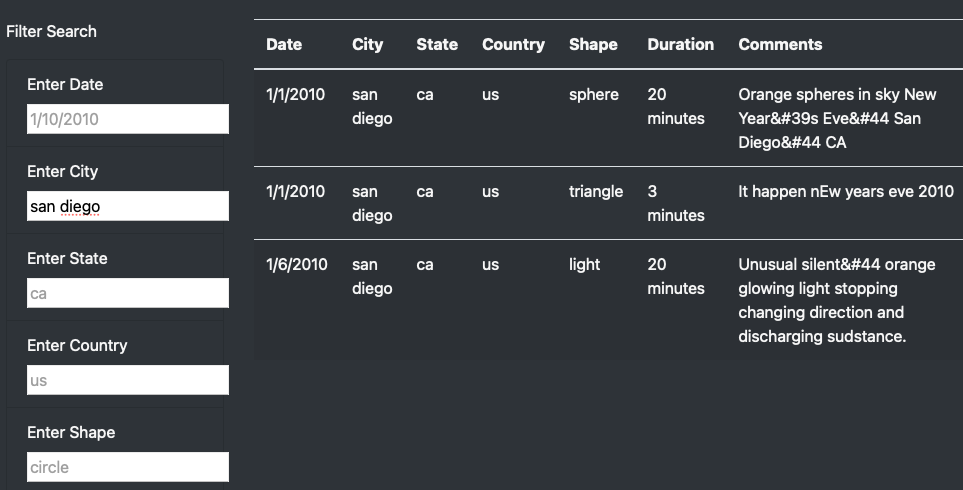 Filter Search
Enter Date
1/10/2010
Enter City
san diego
Enter State
ca
Enter Country
us
Enter Shape
circle
Date City State Country Shape Duration Comments
1/1/2010 san ca us sphere 20 Orange spheres in sky New
diego minutes Year&#39s Eve&#44 San
Diego&#44 CA
1/1/2010 san ca us triangle 3 It happen nEw years eve 2010
diego minutes
1/6/2010 san ca us light 20 Unusual silent&#44 orange
diego minutes glowing light stopping
changing direction and
discharging sudstance.